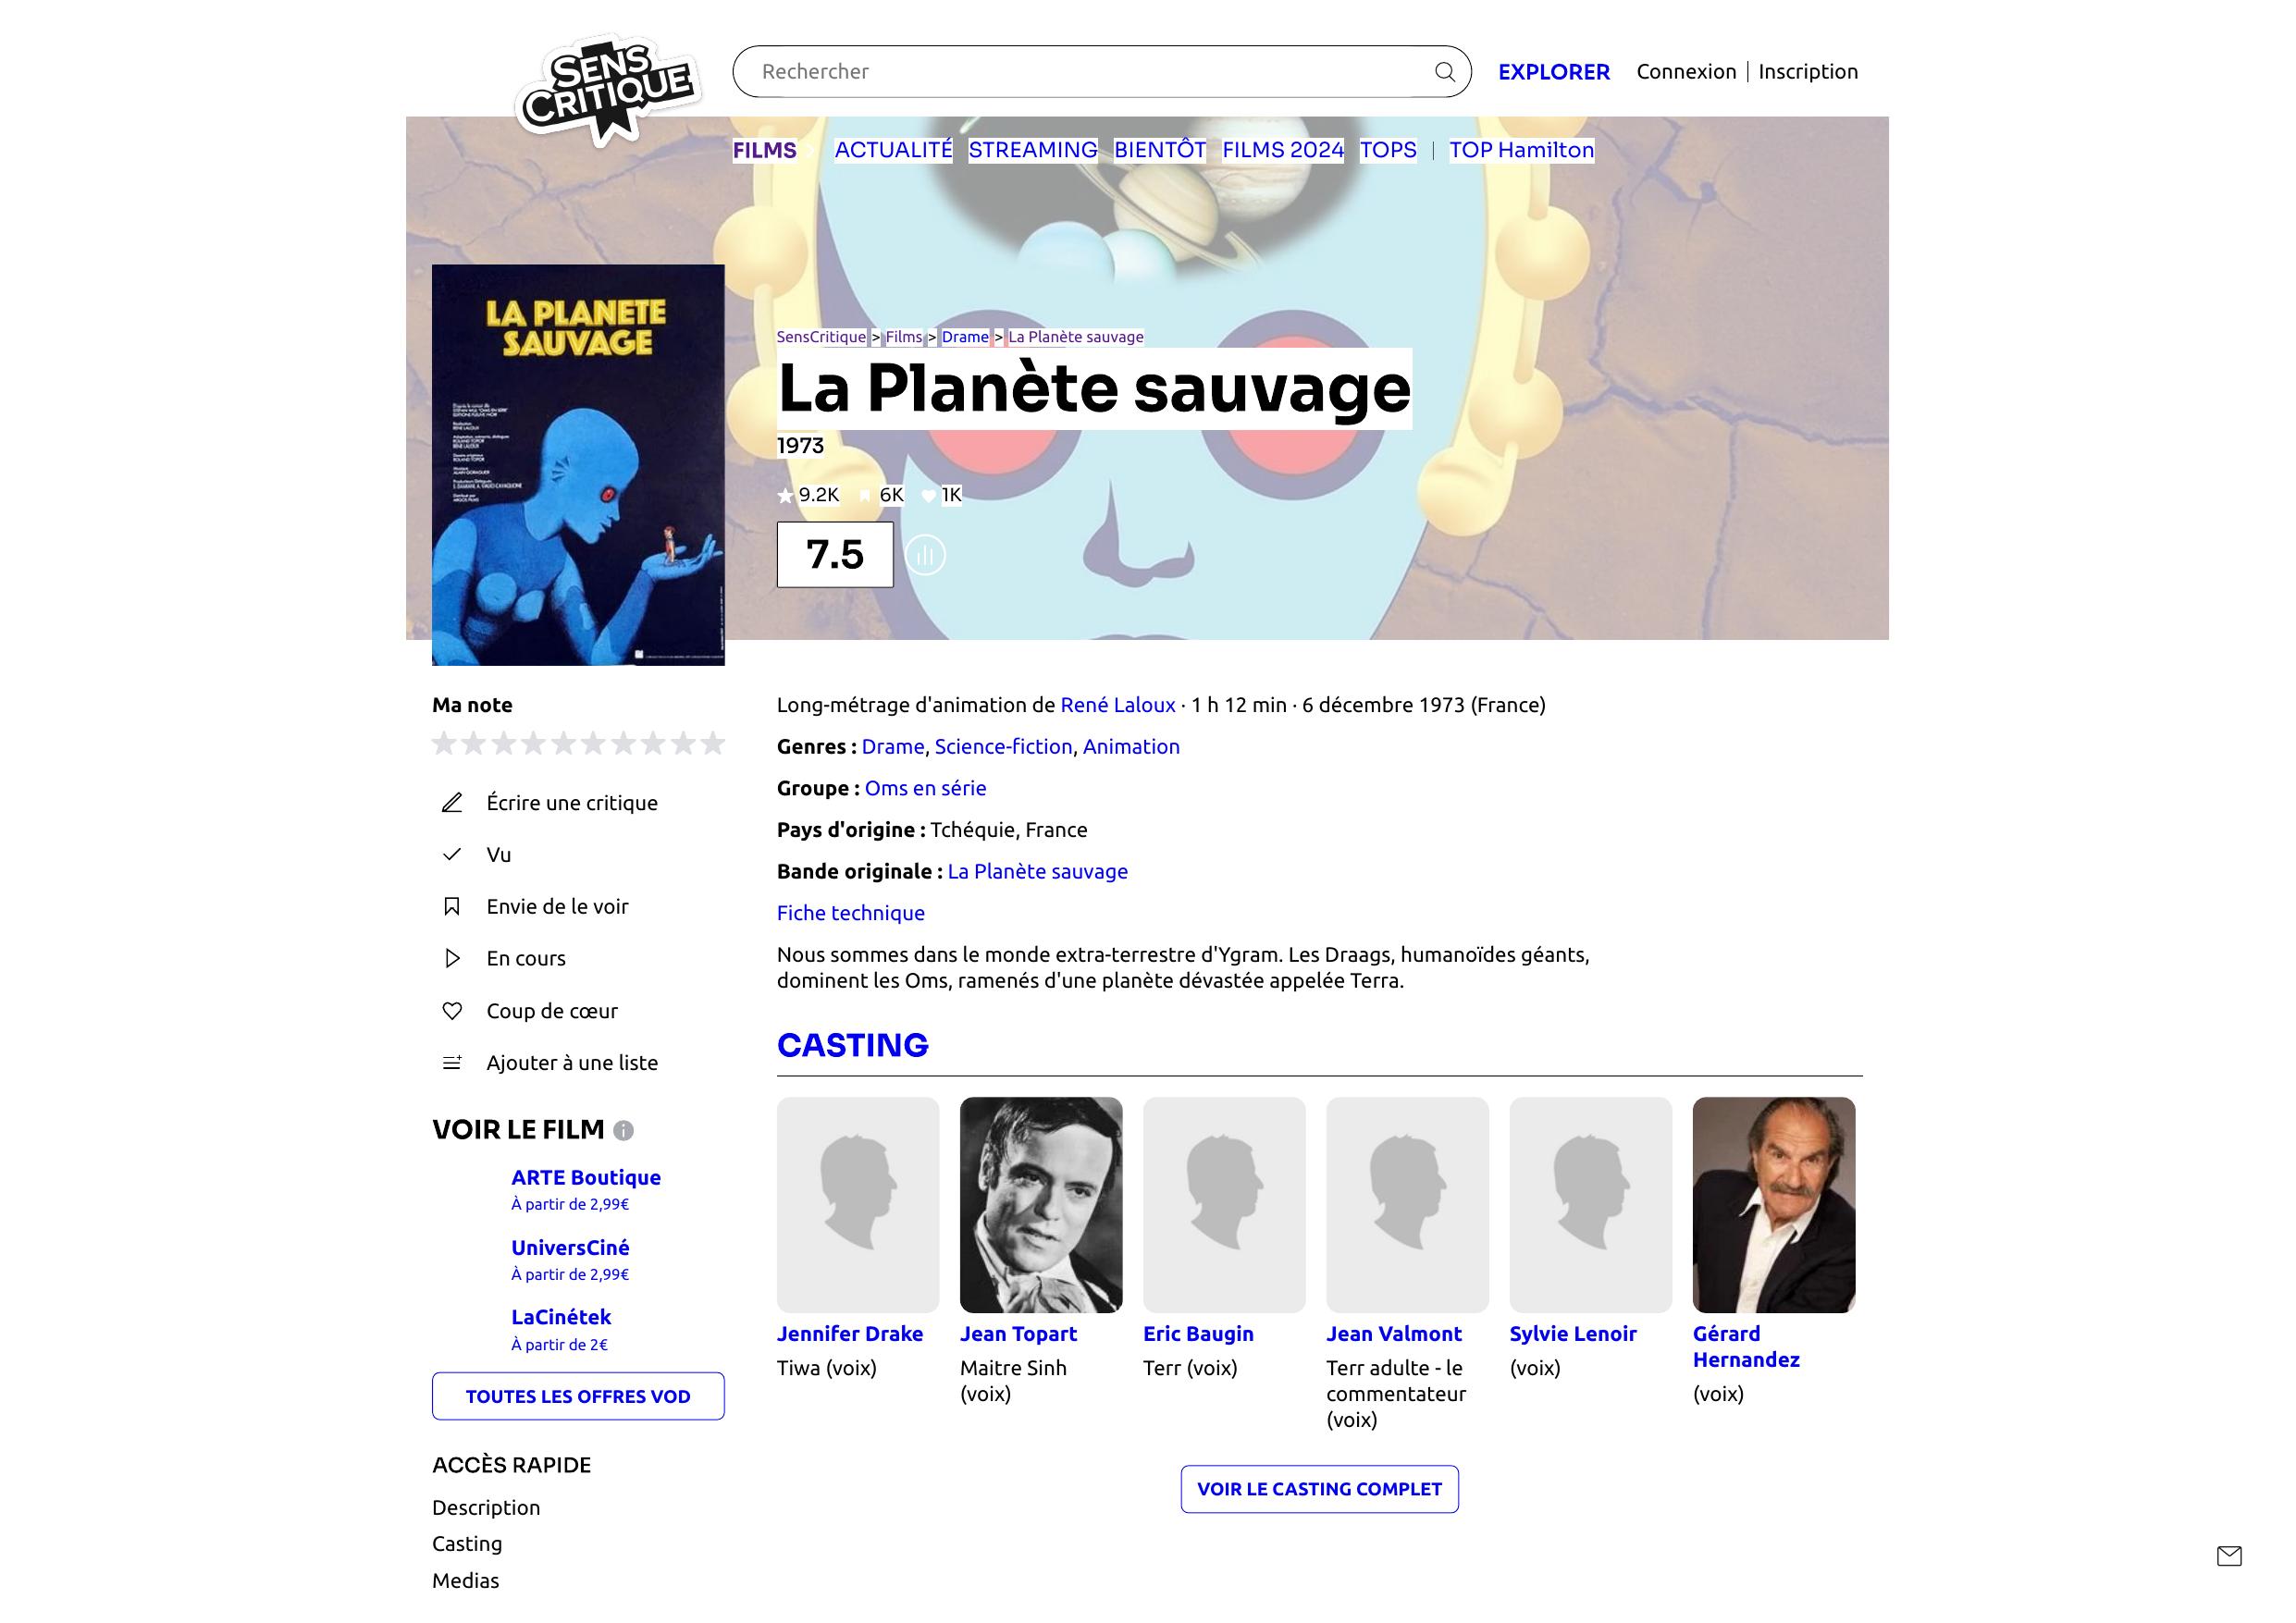 SENS
CRITIQUE
Rechercher
EXPLORER
Connexion
Inscription
FILMS
ACTUALITÉ
STREAMING
BIENTÔT
FILMS 2024
TOPS
TOP Hamilton
LA PLANETE
SAUVAGE
SensCritique > Films > Drame > La Planète sauvage
La Planète sauvage
1973
9.2K 6K 1K
7.5
Ma note
Écrire une critique
Vu
Envie de le voir
En cours
Coup de cœur
Ajouter à une liste
VOIR LE FILM
ARTE Boutique
À partir de 2,99€
UniversCiné
À partir de 2,99€
LaCinétek
À partir de 2€
TOUTES LES OFFRES VOD
ACCÈS RAPIDE
Description
Casting
Medias
Long-métrage d'animation de René Laloux · 1 h 12 min · 6 décembre 1973 (France)
Genres : Drame, Science-fiction, Animation
Groupe : Oms en série
Pays d'origine : Tchéquie, France
Bande originale : La Planète sauvage
Fiche technique
Nous sommes dans le monde extra-terrestre d'Ygram. Les Draags, humanoïdes géants,
dominent les Oms, ramenés d'une planète dévastée appelée Terra.
CASTING
Jennifer Drake
Tiwa (voix)
Jean Topart
Maitre Sinh
(voix)
Eric Baugin
Terr (voix)
Jean Valmont
Terr adulte - le
commentateur
(voix)
Sylvie Lenoir
(voix)
Gérard
Hernandez
(voix)
VOIR LE CASTING COMPLET